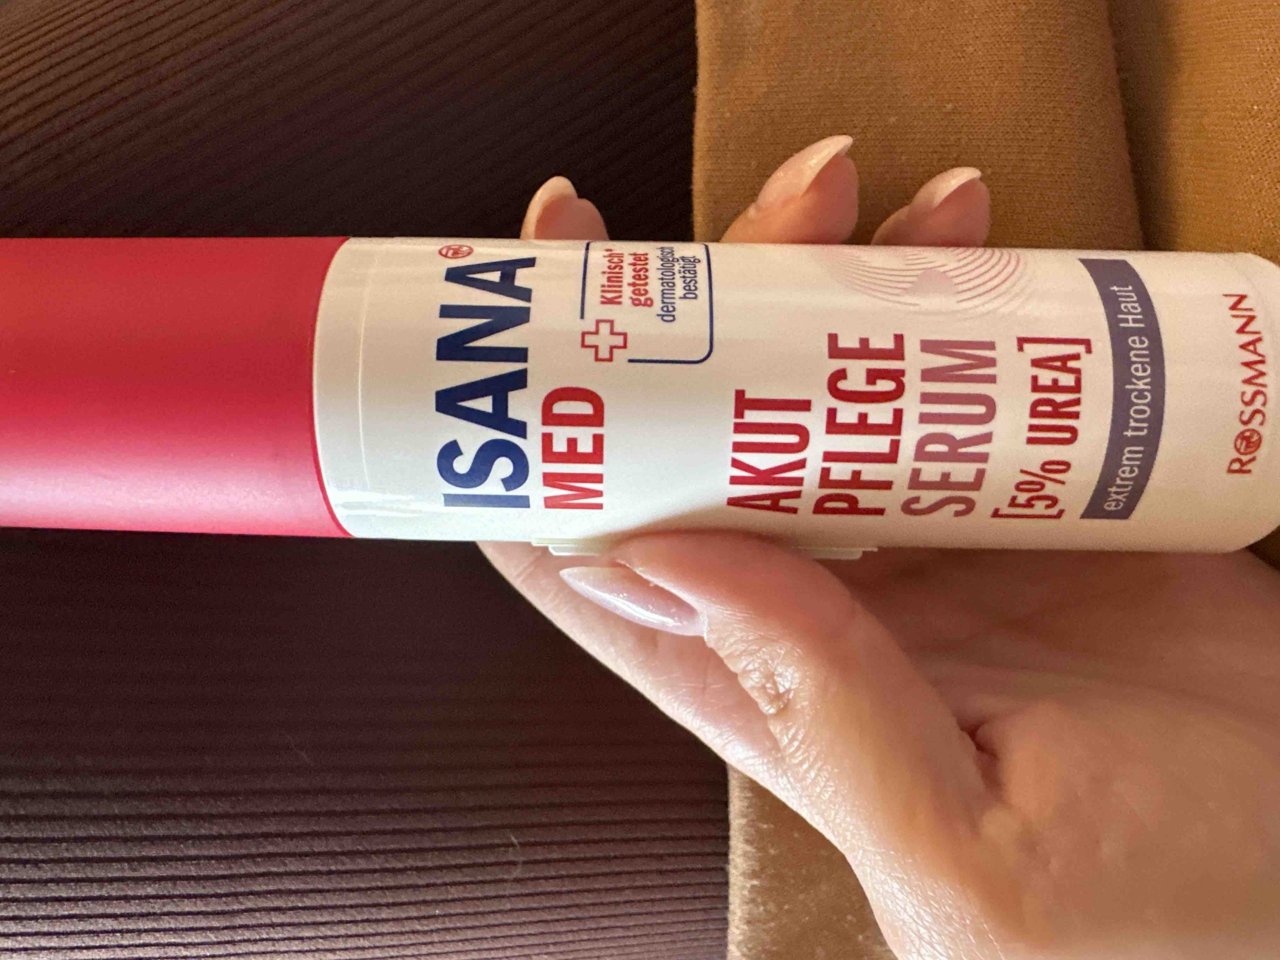 ISANA®
MED
Klinisch*
getestet
dermatologisch
bestätigt
AKUT
PFLEGE
SERUM
[5% UREA]
extrem trockene Haut
ROSSMANN